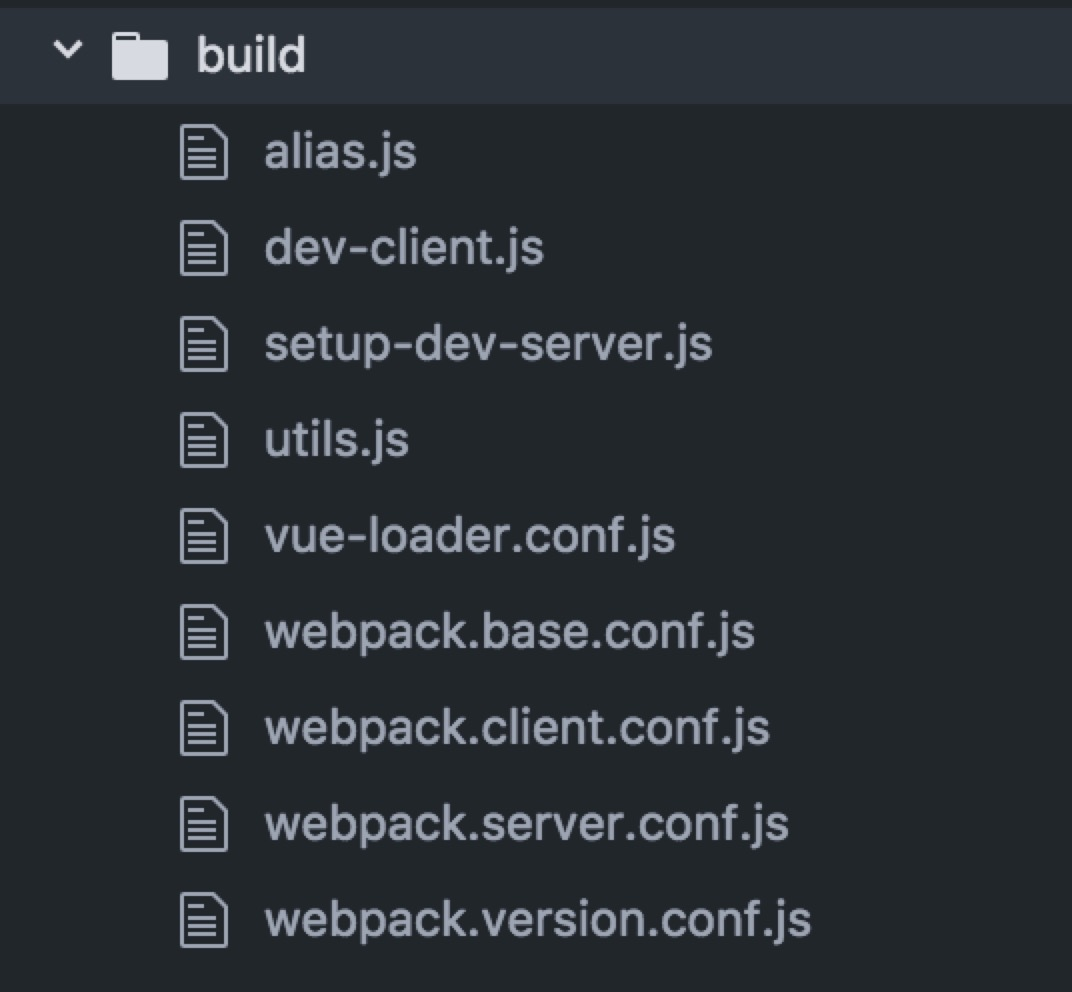 build
alias.js
dev-client.js
setup-dev-server.js
utils.js
vue-loader.conf.js
webpack.base.conf.js
webpack.client.conf.js
webpack.server.conf.js
webpack.version.conf.js